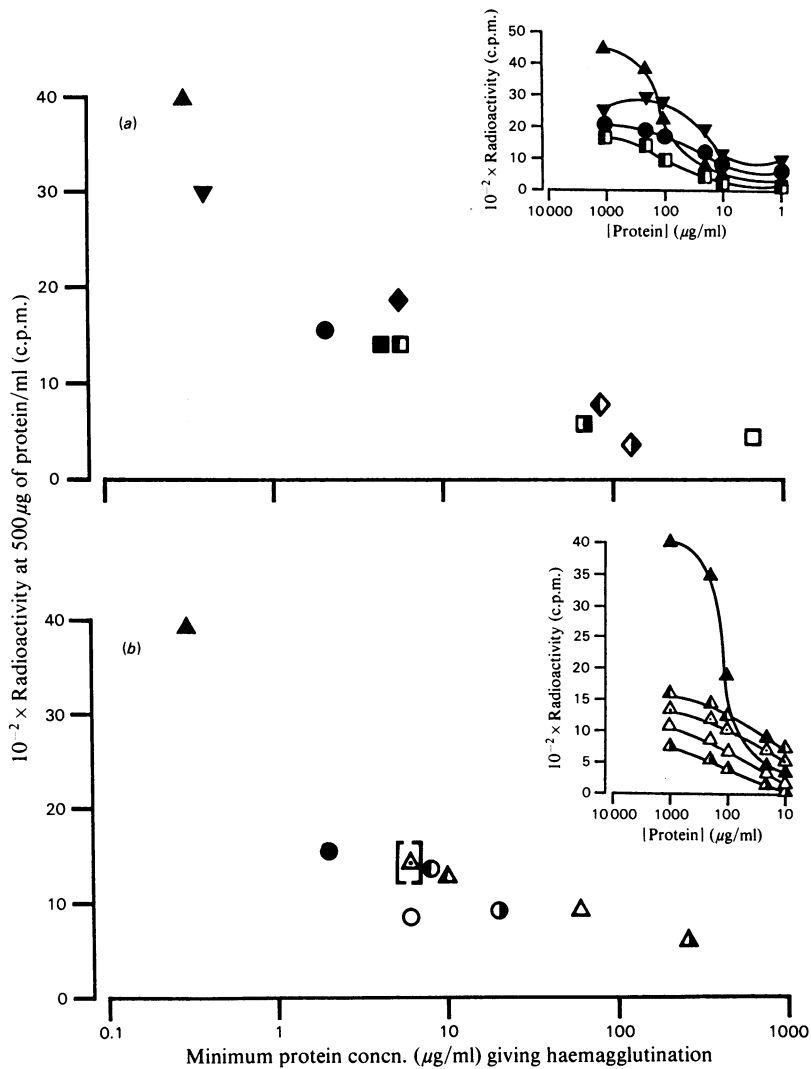 10⁻² × Radioactivity at 500 μg of protein/ml (c.p.m.)
(a)
40
30
20
10
0
10⁻² × Radioactivity (c.p.m.)
50
40
30
20
10
0
10000 1000 100 10 1
[Protein] (μg/ml)
(b)
40
30
20
10
0
10⁻² × Radioactivity (c.p.m.)
40
35
30
25
20
15
10
5
0
10000 1000 100 10
[Protein] (μg/ml)
0.1 1 10 100 1000
Minimum protein concn. (μg/ml) giving haemagglutination